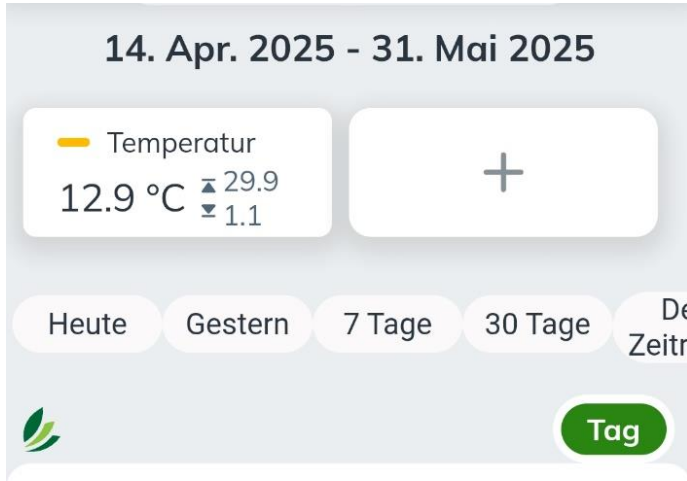 14. Apr. 2025 - 31. Mai 2025
Temperatur
12.9 °C 29.9
1.1
Heute Gestern 7 Tage 30 Tage
Tag